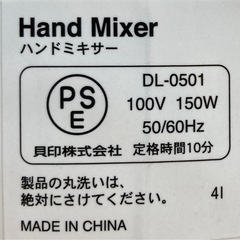 Hand Mixer
ハンドミキサー
PS
E
DL-0501
100V 150W
50/60Hz
貝印株式会社 定格時間10分
製品の丸洗いは、
絶対にさけてください。 4I
MADE IN CHINA